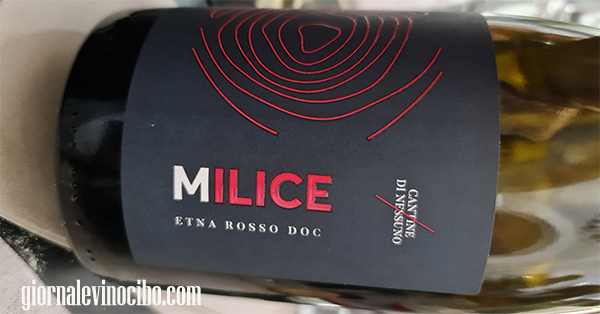 MILICE
ETNA ROSSO DOC
CANTINE
DI NESSUNO
giornalevinocibo.com